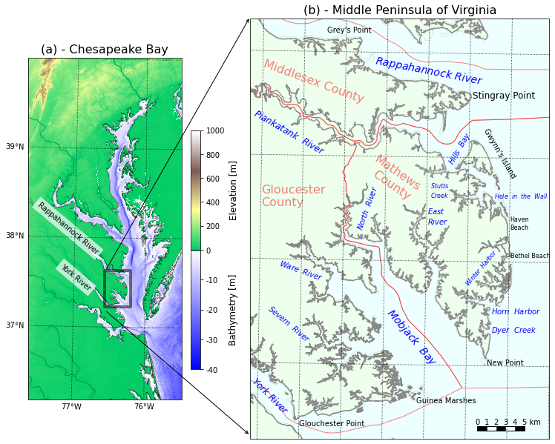 (a) - Chesapeake Bay
39°N
38°N
37°N
77°W
76°W
Rappahannock River
York River
1000
800
600
400
200
0
-10
-20
-30
-40
Elevation [m]
Bathymetry [m]
(b) - Middle Peninsula of Virginia
Grey's Point
Rappahannock River
Middlesex County
Stingray Point
Piankatank River
Hills Bay
Gwynn's Island
Mathews
County
Gloucester
County
North River
Stutts
Creek
Hole in the Wall
East
River
Haven
Beach
Winter Harbor
Bethel Beach
Ware River
Severn River
Mobjack Bay
Horn Harbor
Dyer Creek
New Point
York River
Guinea Marshes
Glouchester Point
0 1 2 3 4 5 km